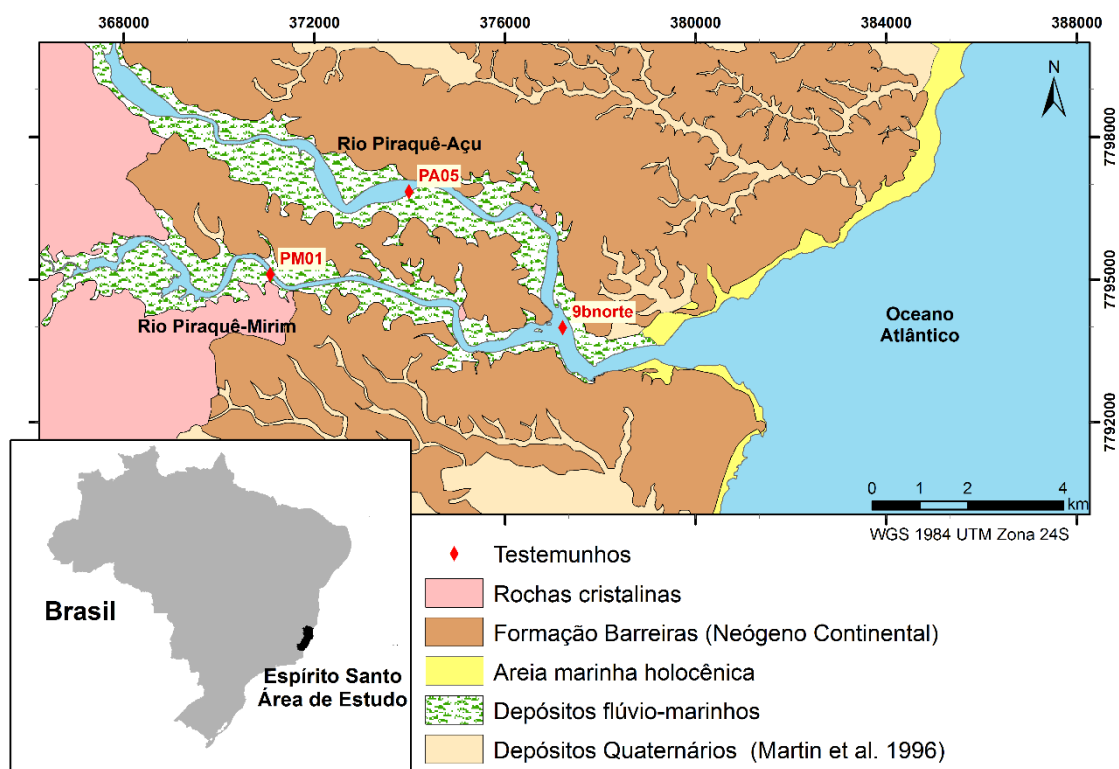 368000 372000 376000 380000 384000 388000
N
7798000
Rio Piraquê-Açu
PA05
PM01
7795000
9bnorte
Rio Piraquê-Mirim
Oceano
Atlântico
7792000
0 1 2 4
km
WGS 1984 UTM Zona 24S
Brasil
Espírito Santo
Área de Estudo
Testemunhos
Rochas cristalinas
Formação Barreiras (Neógeno Continental)
Areia marinha holocênica
Depósitos flúvio-marinhos
Depósitos Quaternários (Martin et al. 1996)